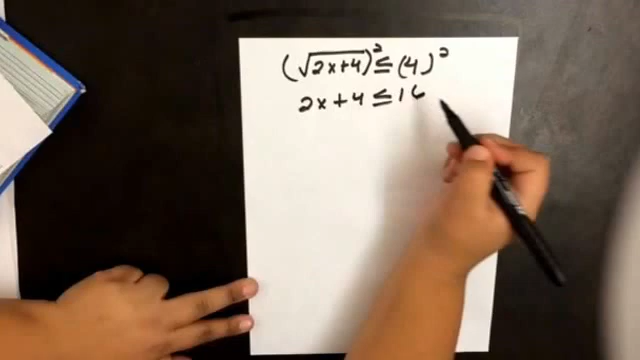 (√2x+4)² ≤ (4)²
2x+4 ≤ 16